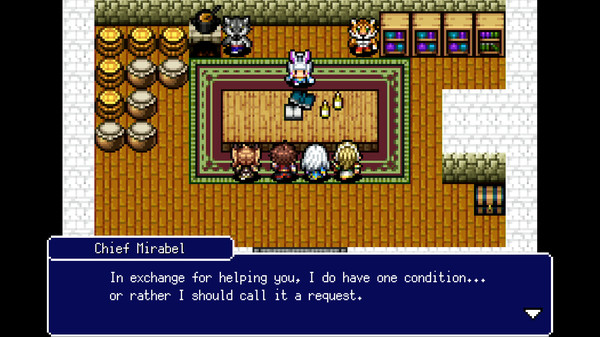 Chief Mirabel
In exchange for helping you, I do have one condition...
or rather I should call it a request.